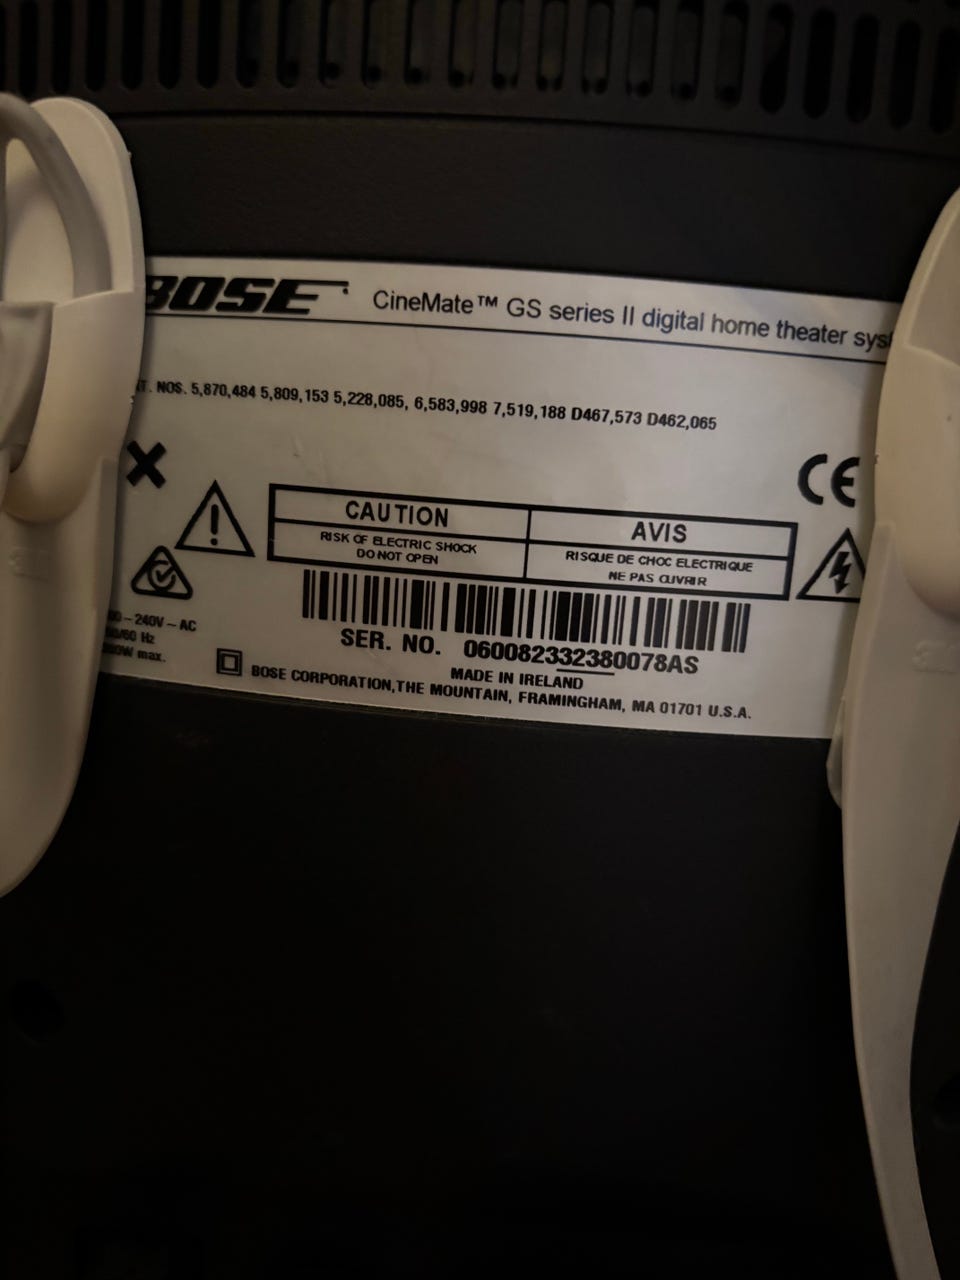 BOSE CineMate™ GS series II digital home theater
NOS. 5,870,484 5,809,153 5,228,085, 6,583,998 7,519,188 D467,573 D462,065
CE
CAUTION
RISK OF ELECTRIC SHOCK
DO NOT OPEN
AVIS
RISQUE DE CHOC ELECTRIQUE
NE PAS OUVRIR
240V ~ AC
Hz
max.
SER. NO. 060082332380078AS
MADE IN IRELAND
BOSE CORPORATION,THE MOUNTAIN, FRAMINGHAM, MA 01701 U.S.A.